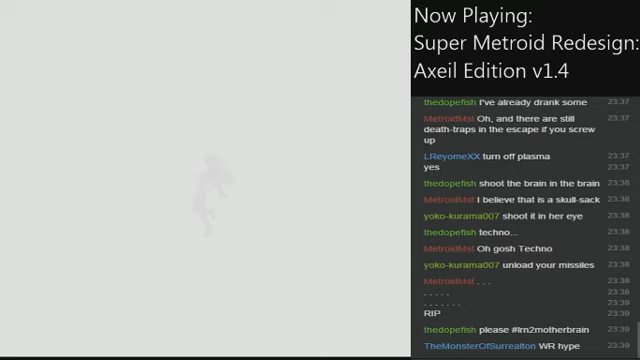 Now Playing:
Super Metroid Redesign:
Axeil Edition v1.4
thedopefish I've already drank some 23:37
MetroidMst Oh, and there are still 23:37
death-traps in the escape if you screw
up
LReyomeXX turn off plasma 23:37
yes 23:37
thedopefish shoot the brain in the brain 23:38
MetroidMst I believe that is a skull-sack 23:38
yoko-kurama007 shoot it in her eye 23:38
thedopefish techno... 23:38
MetroidMst Oh gosh Techno 23:38
yoko-kurama007 unload your missiles 23:38
MetroidMst . . . 23:38
. . . . . 23:38
. . . . . . . 23:39
RIP 23:39
thedopefish please #lm2motherbrain 23:39
TheMonsterOfSurrealton WR hype 23:39